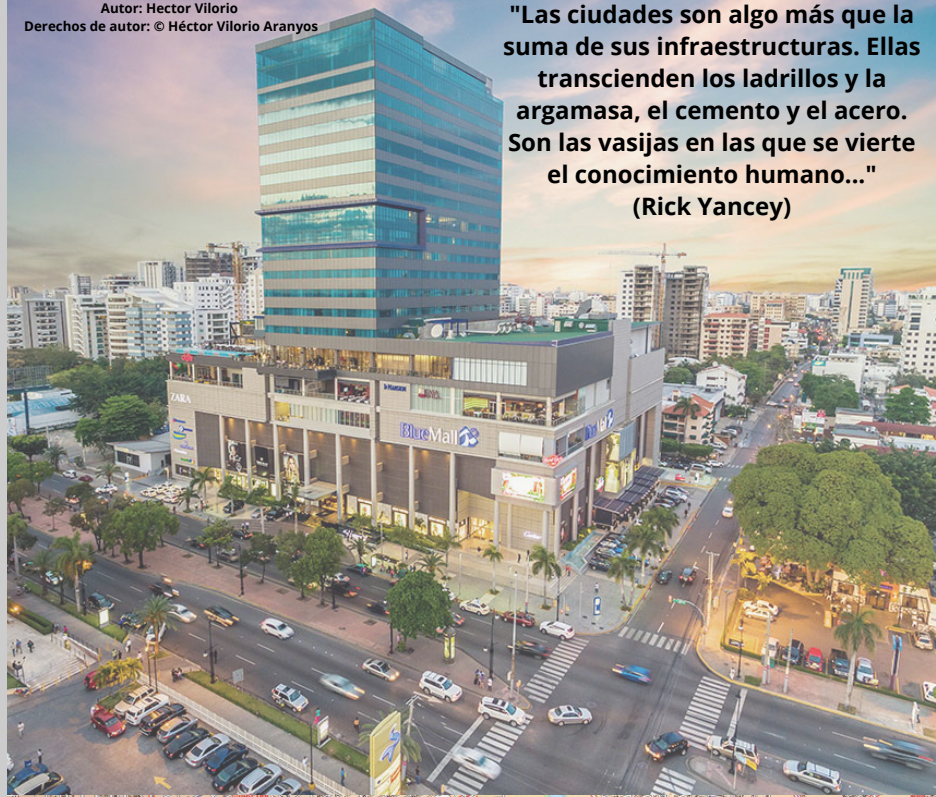 Autor: Hector Vilorio
Derechos de autor: © Héctor Vilorio Aranyos
"Las ciudades son algo más que la
suma de sus infraestructuras. Ellas
transcienden los ladrillos y la
argamasa, el cemento y el acero.
Son las vasijas en las que se vierte
el conocimiento humano..."
(Rick Yancey)
ZARA
BlueMall